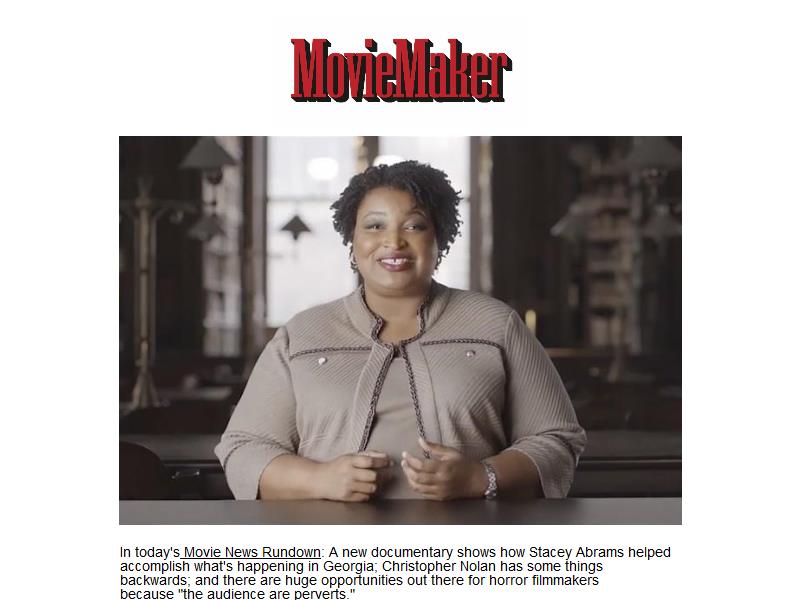 MovieMaker
In today's Movie News Rundown: A new documentary shows how Stacey Abrams helped
accomplish what's happening in Georgia; Christopher Nolan has some things
backwards; and there are huge opportunities out there for horror filmmakers
because "the audience are perverts."